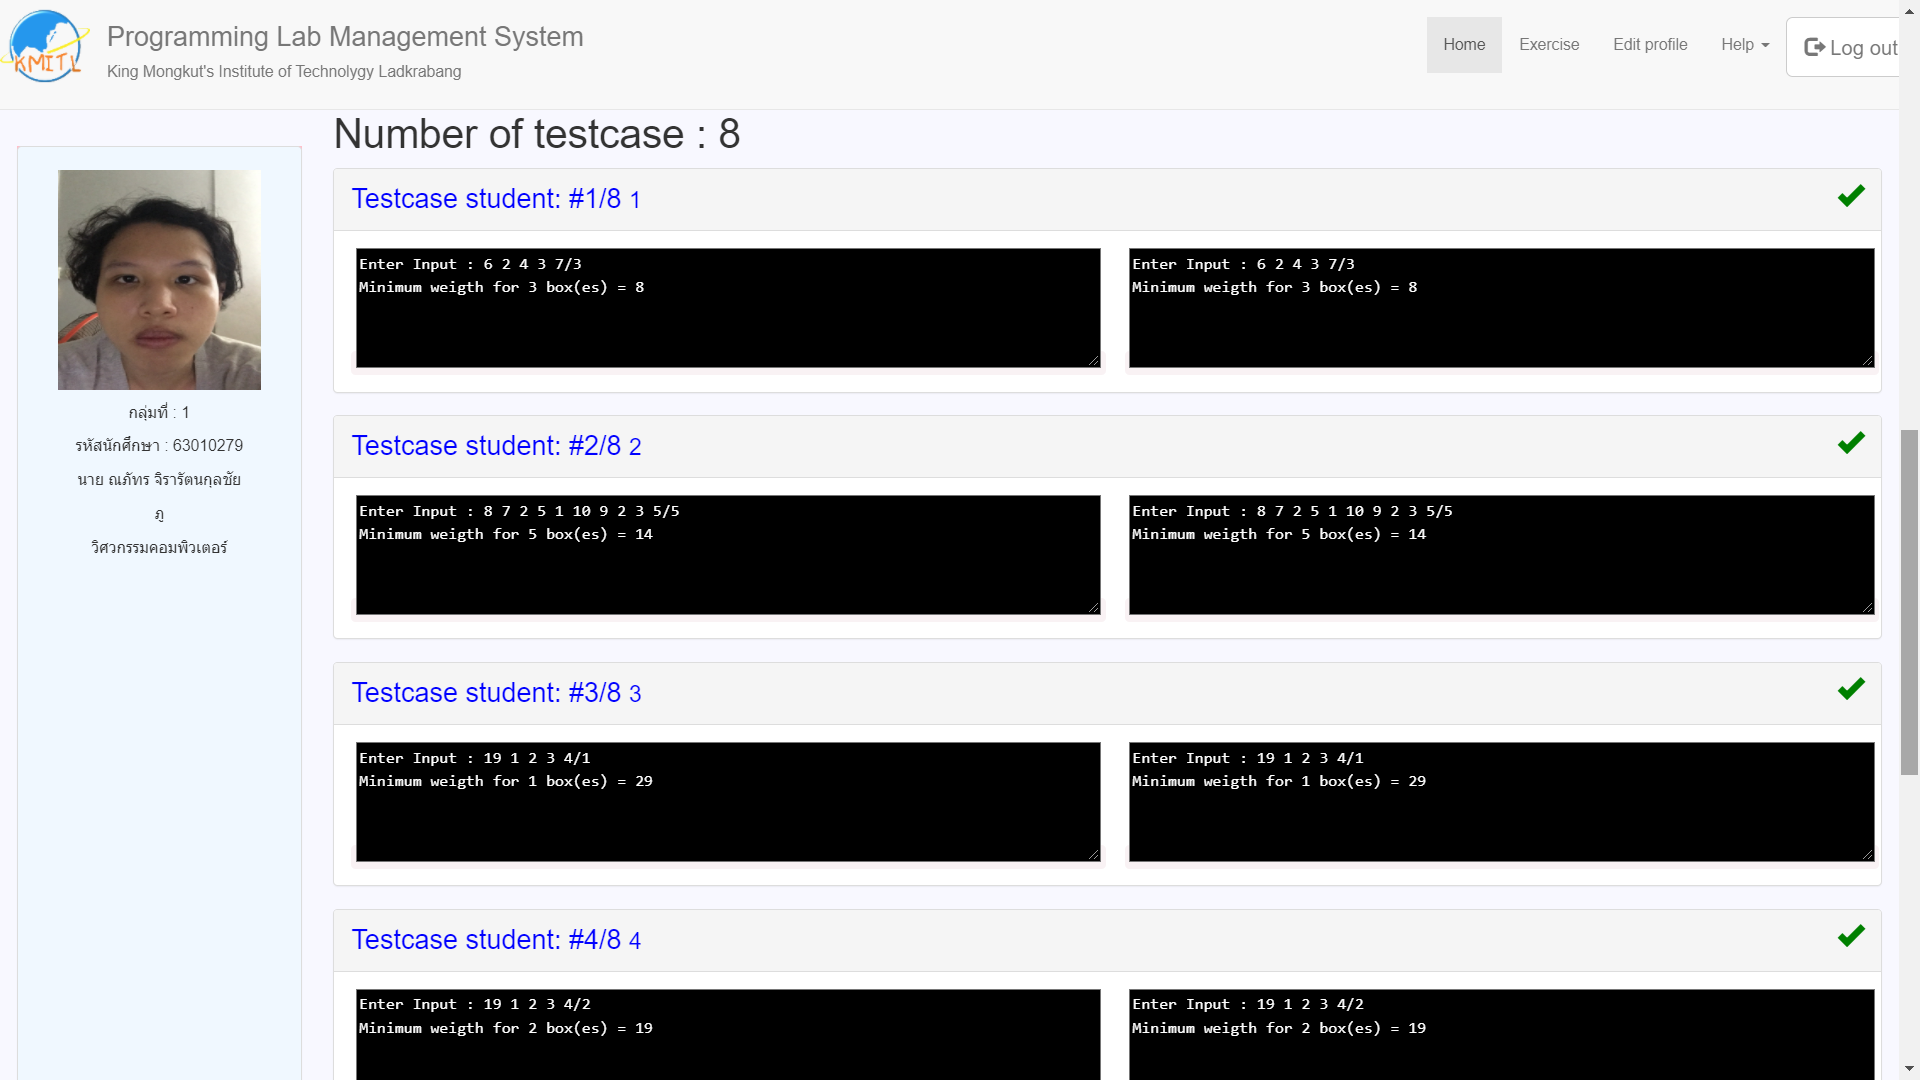 KMITL
Programming Lab Management System
King Mongkut's Institute of Technolygy Ladkrabang
Home
Exercise
Edit profile
Help
Log out
กลุ่มที่ : 1
รหัสนักศึกษา : 63010279
นาย ณภัทร จิรารัตนกุลชัย
ภู
วิศวกรรมคอมพิวเตอร์
Number of testcase : 8
Testcase student: #1/8 1
Enter Input : 6 2 4 3 7/3
Minimum weigth for 3 box(es) = 8
Enter Input : 6 2 4 3 7/3
Minimum weigth for 3 box(es) = 8
Testcase student: #2/8 2
Enter Input : 8 7 2 5 1 10 9 2 3 5/5
Minimum weigth for 5 box(es) = 14
Enter Input : 8 7 2 5 1 10 9 2 3 5/5
Minimum weigth for 5 box(es) = 14
Testcase student: #3/8 3
Enter Input : 19 1 2 3 4/1
Minimum weigth for 1 box(es) = 29
Enter Input : 19 1 2 3 4/1
Minimum weigth for 1 box(es) = 29
Testcase student: #4/8 4
Enter Input : 19 1 2 3 4/2
Minimum weigth for 2 box(es) = 19
Enter Input : 19 1 2 3 4/2
Minimum weigth for 2 box(es) = 19